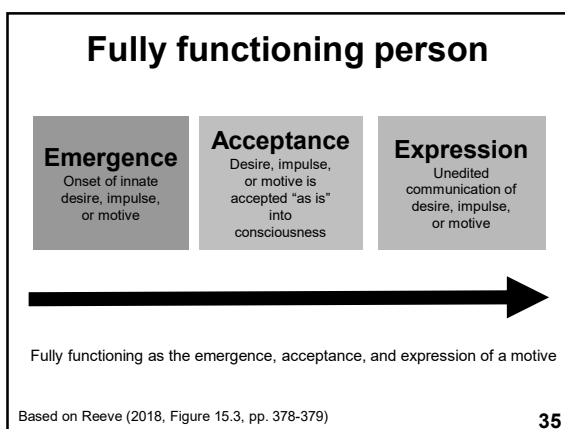 Fully functioning person
Emergence
Onset of innate
desire, impulse,
or motive
Acceptance
Desire, impulse,
or motive is
accepted “as is”
into
consciousness
Expression
Unedited
communication of
desire, impulse,
or motive
Fully functioning as the emergence, acceptance, and expression of a motive
Based on Reeve (2018, Figure 15.3, pp. 378-379)
35